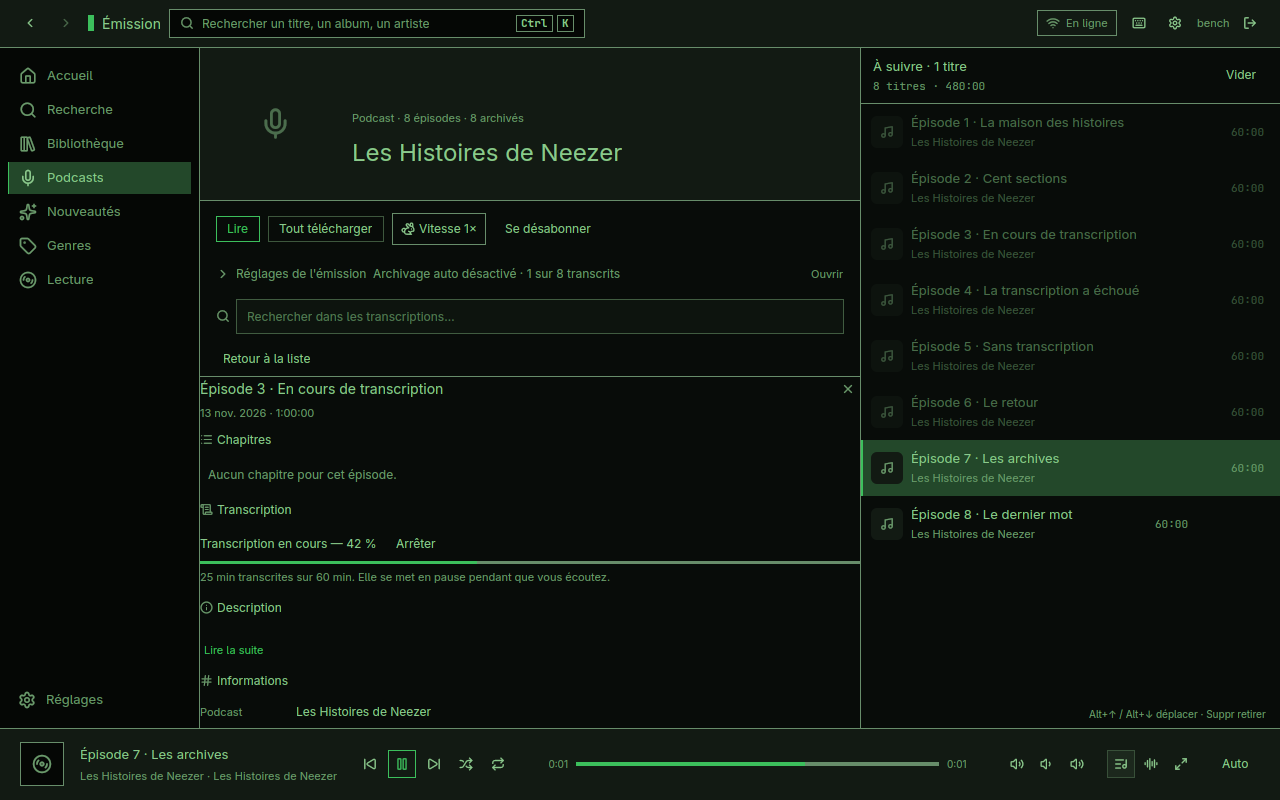 Émission
Rechercher un titre, un album, un artiste
Ctrl K
En ligne
bench
Accueil
Recherche
Bibliothèque
Podcasts
Nouveautés
Genres
Lecture
Réglages
Podcast · 8 épisodes · 8 archivés
Les Histoires de Neezer
Lire
Tout télécharger
Vitesse 1×
Se désabonner
Réglages de l'émission Archivage auto désactivé · 1 sur 8 transcrits
Ouvrir
Rechercher dans les transcriptions...
Retour à la liste
Épisode 3 · En cours de transcription
13 nov. 2026 · 1:00:00
Chapitres
Aucun chapitre pour cet épisode.
Transcription
Transcription en cours — 42 %
Arrêter
25 min transcrites sur 60 min. Elle se met en pause pendant que vous écoutez.
Description
Lire la suite
Informations
Podcast
Les Histoires de Neezer
À suivre · 1 titre
8 titres · 480:00
Vider
Épisode 1 · La maison des histoires
Les Histoires de Neezer
60:00
Épisode 2 · Cent sections
Les Histoires de Neezer
60:00
Épisode 3 · En cours de transcription
Les Histoires de Neezer
60:00
Épisode 4 · La transcription a échoué
Les Histoires de Neezer
60:00
Épisode 5 · Sans transcription
Les Histoires de Neezer
60:00
Épisode 6 · Le retour
Les Histoires de Neezer
60:00
Épisode 7 · Les archives
Les Histoires de Neezer
60:00
Épisode 8 · Le dernier mot
Les Histoires de Neezer
60:00
Alt+↑ / Alt+↓ déplacer · Suppr retirer
Épisode 7 · Les archives
Les Histoires de Neezer · Les Histoires de Neezer
0:01
0:01
Auto